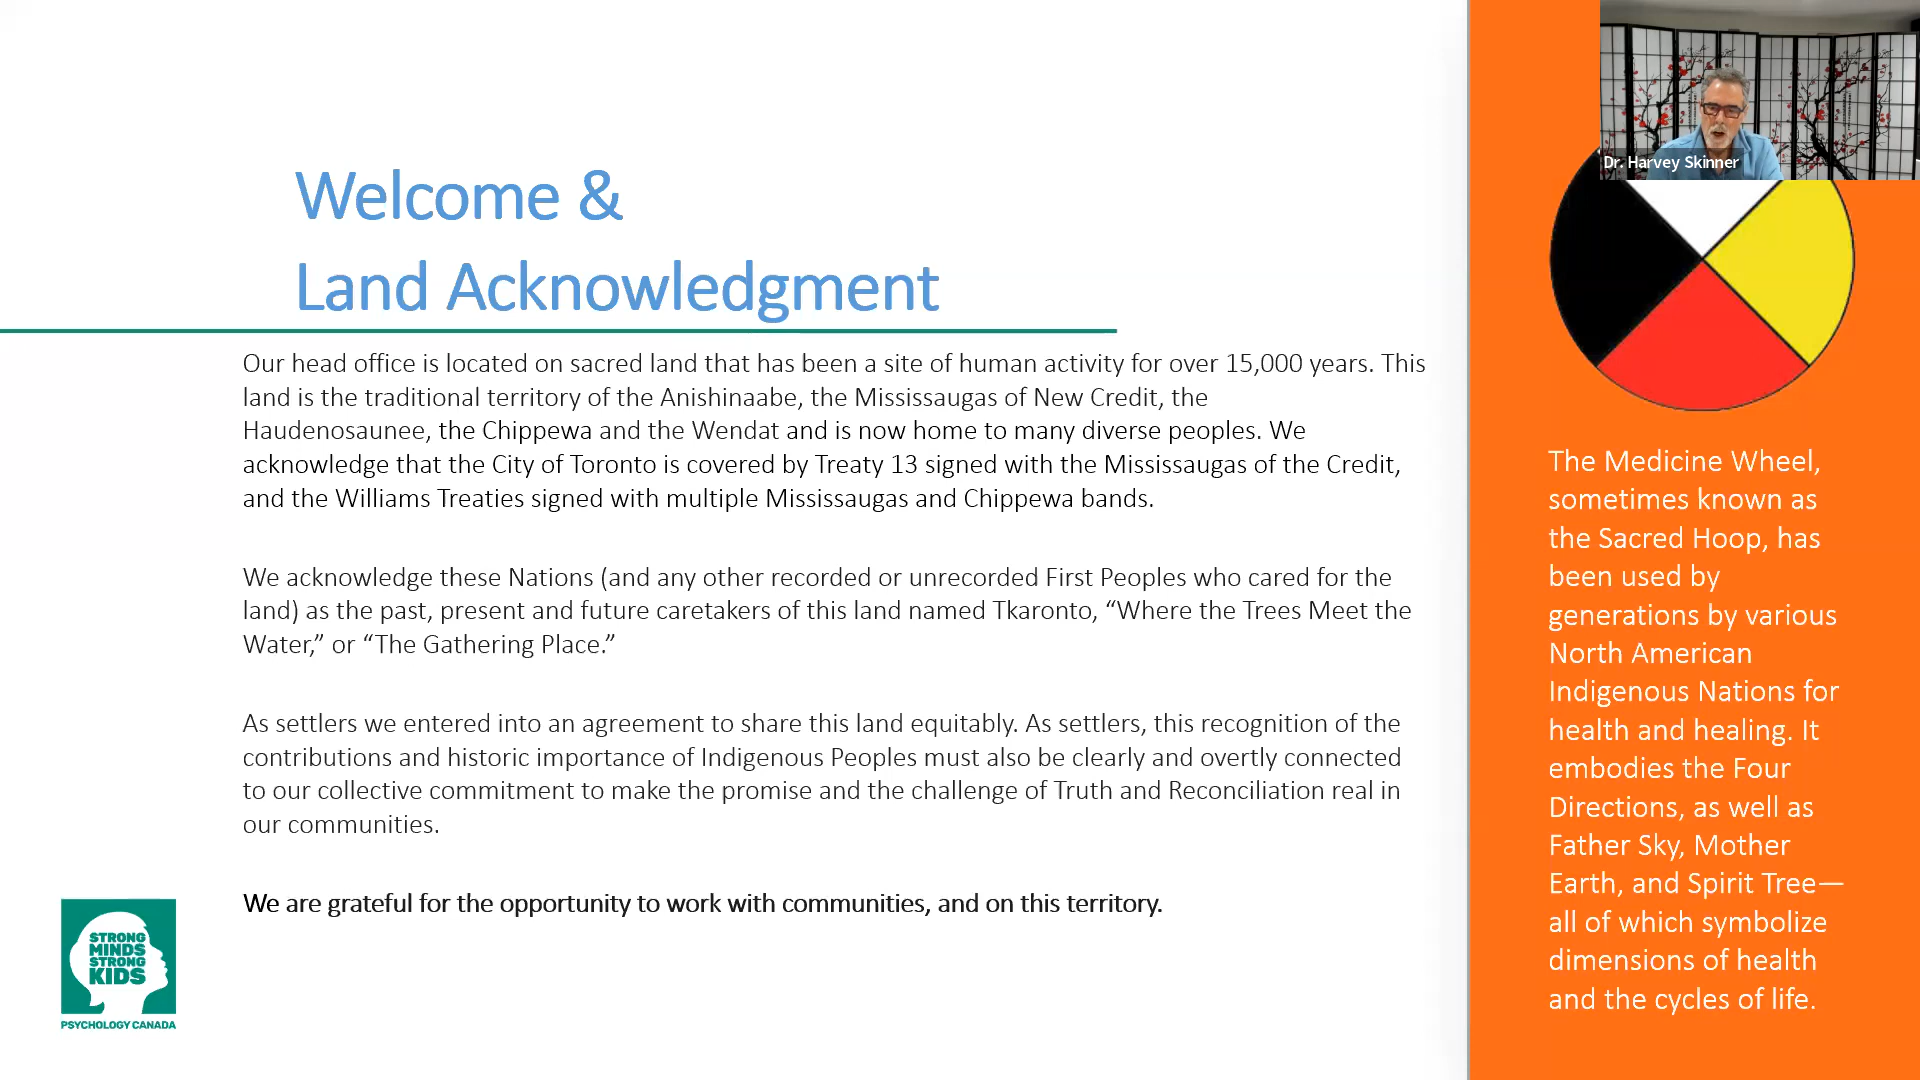 Welcome &
Land Acknowledgment
Our head office is located on sacred land that has been a site of human activity for over 15,000 years. This
land is the traditional territory of the Anishinaabe, the Mississaugas of New Credit, the
Haudenosaunee, the Chippewa and the Wendat and is now home to many diverse peoples. We
acknowledge that the City of Toronto is covered by Treaty 13 signed with the Mississaugas of the Credit,
and the Williams Treaties signed with multiple Mississaugas and Chippewa bands.
We acknowledge these Nations (and any other recorded or unrecorded First Peoples who cared for the
land) as the past, present and future caretakers of this land named Tkaronto, “Where the Trees Meet the
Water,” or “The Gathering Place.”
As settlers we entered into an agreement to share this land equitably. As settlers, this recognition of the
contributions and historic importance of Indigenous Peoples must also be clearly and overtly connected
to our collective commitment to make the promise and the challenge of Truth and Reconciliation real in
our communities.
We are grateful for the opportunity to work with communities, and on this territory.
STRONG
MINDS
STRONG
KIDS
PSYCHOLOGY CANADA
Dr. Harvey Skinner
The Medicine Wheel,
sometimes known as
the Sacred Hoop, has
been used by
generations by various
North American
Indigenous Nations for
health and healing. It
embodies the Four
Directions, as well as
Father Sky, Mother
Earth, and Spirit Tree—
all of which symbolize
dimensions of health
and the cycles of life.